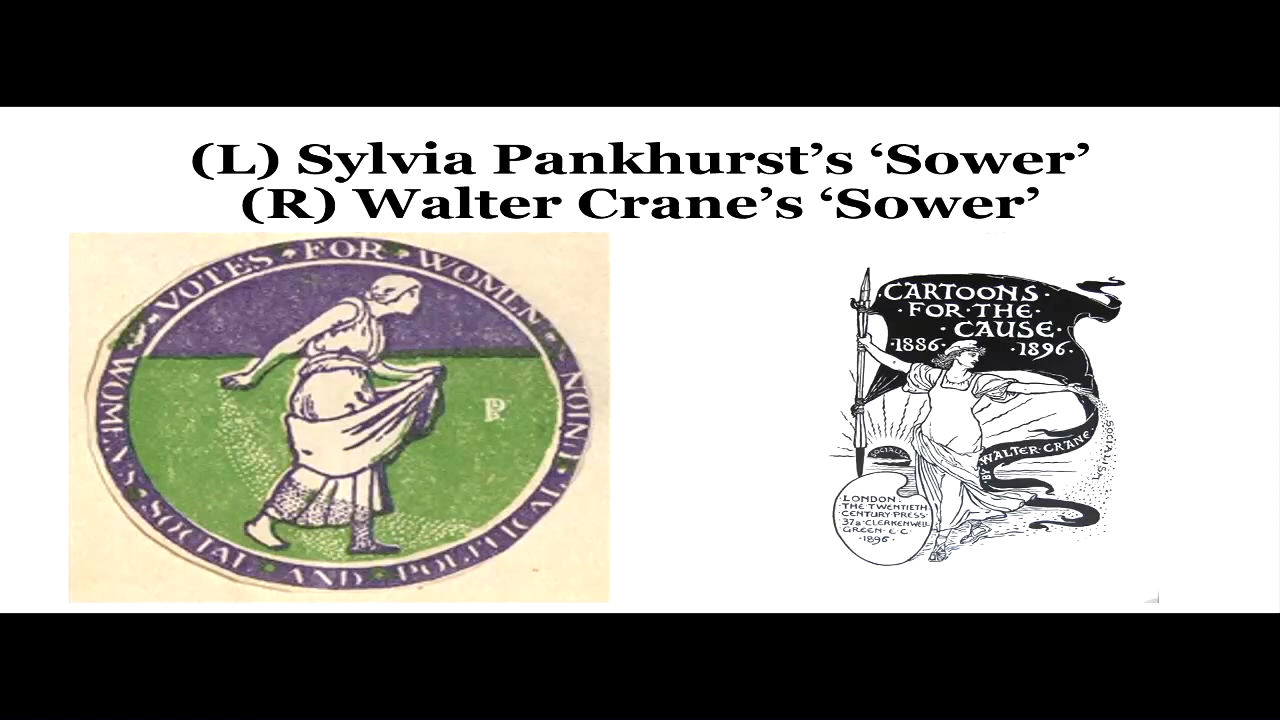 (L) Sylvia Pankhurst’s ‘Sower’
(R) Walter Crane’s ‘Sower’
VOTES FOR WOMEN
WOMEN'S SOCIAL AND POLITICAL UNION
CARTOONS·
·FOR·THE·
·CAUSE·
·1886· ·1896·
SOCIALISM
BY·WALTER·CRANE·
LONDON:
THE TWENTIETH
CENTURY·PRESS·
37a·CLERKENWELL
GREEN·E·C·
·1896·